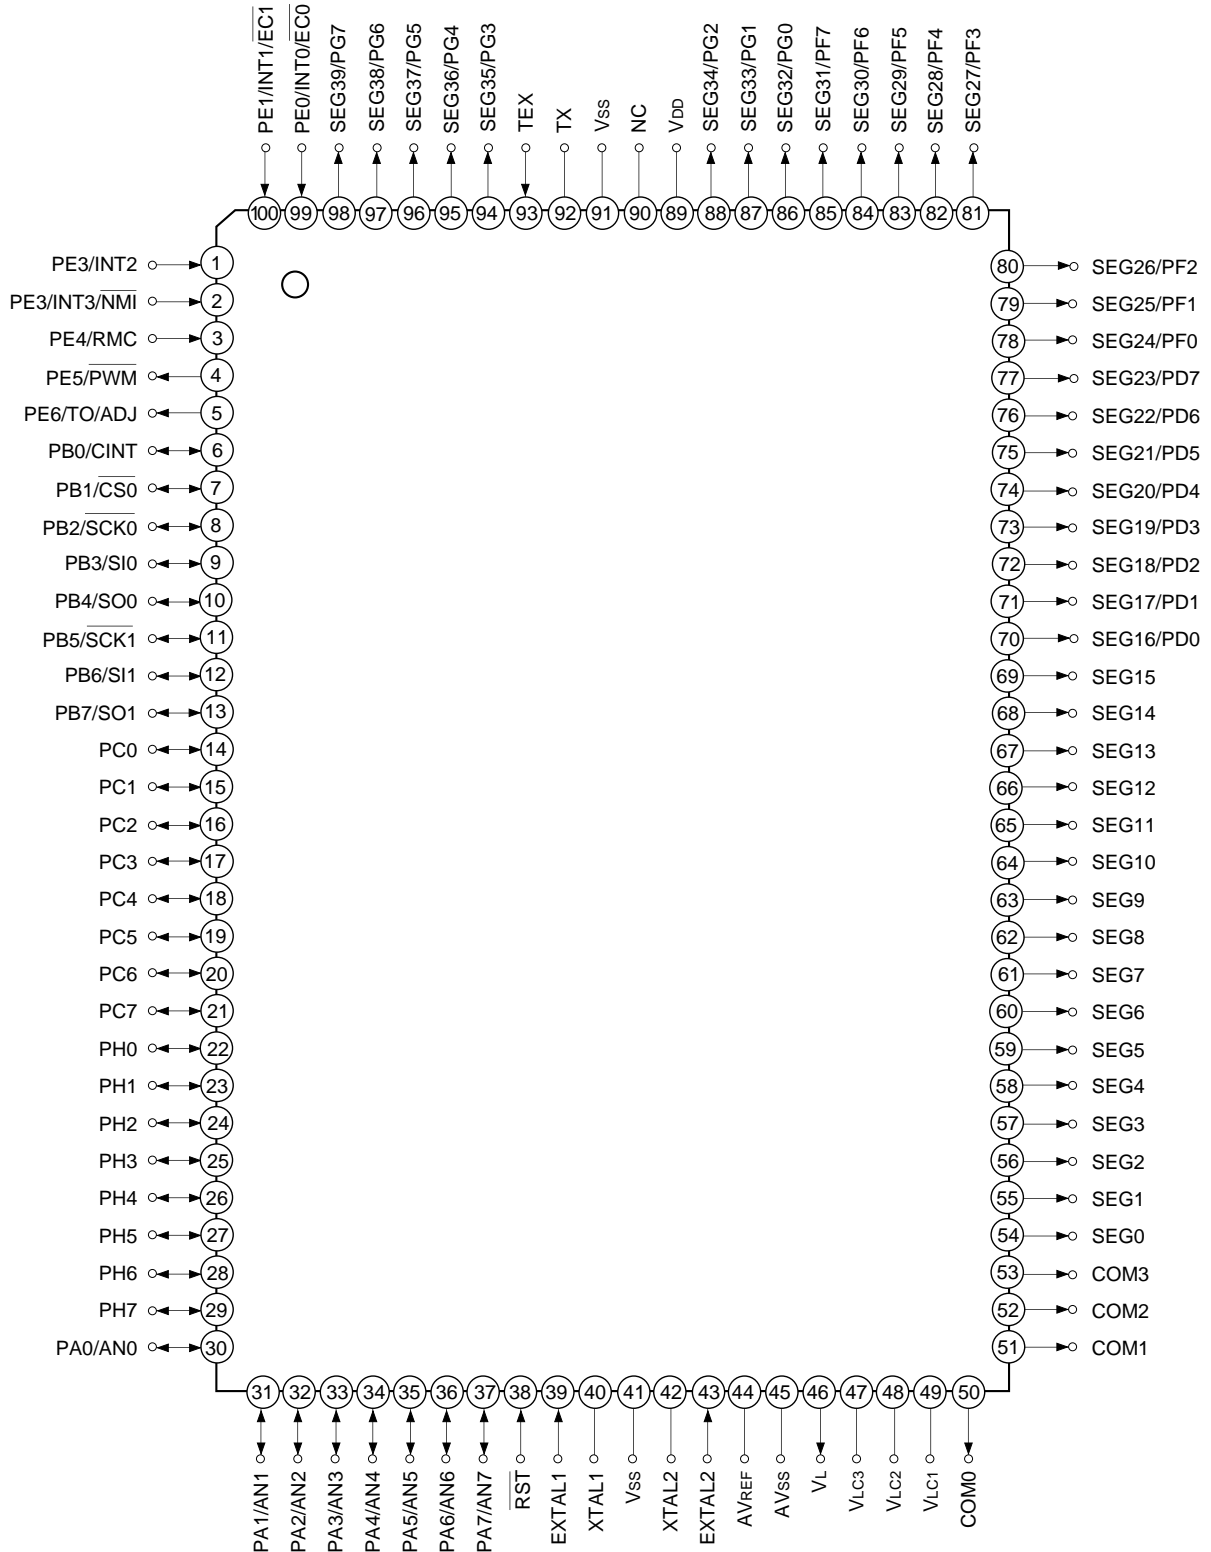 PE1/INT1/EC1
PE0/INT0/EC0
SEG39/PG7
SEG38/PG6
SEG37/PG5
SEG36/PG4
SEG35/PG3
TEX
TX
VSS
NC
VDD
SEG34/PG2
SEG33/PG1
SEG32/PG0
SEG31/PF7
SEG30/PF6
SEG29/PF5
SEG28/PF4
SEG27/PF3
100
99
98
97
96
95
94
93
92
91
90
89
88
87
86
85
84
83
82
81
PE3/INT2 1
PE3/INT3/NMI 2
PE4/RMC 3
PE5/PWM 4
PE6/TO/ADJ 5
PB0/CINT 6
PB1/CS0 7
PB2/SCK0 8
PB3/SI0 9
PB4/SO0 10
PB5/SCK1 11
PB6/SI1 12
PB7/SO1 13
PC0 14
PC1 15
PC2 16
PC3 17
PC4 18
PC5 19
PC6 20
PC7 21
PH0 22
PH1 23
PH2 24
PH3 25
PH4 26
PH5 27
PH6 28
PH7 29
PA0/AN0 30
80 SEG26/PF2
79 SEG25/PF1
78 SEG24/PF0
77 SEG23/PD7
76 SEG22/PD6
75 SEG21/PD5
74 SEG20/PD4
73 SEG19/PD3
72 SEG18/PD2
71 SEG17/PD1
70 SEG16/PD0
69 SEG15
68 SEG14
67 SEG13
66 SEG12
65 SEG11
64 SEG10
63 SEG9
62 SEG8
61 SEG7
60 SEG6
59 SEG5
58 SEG4
57 SEG3
56 SEG2
55 SEG1
54 SEG0
53 COM3
52 COM2
51 COM1
31
32
33
34
35
36
37
38
39
40
41
42
43
44
45
46
47
48
49
50
PA1/AN1
PA2/AN2
PA3/AN3
PA4/AN4
PA5/AN5
PA6/AN6
PA7/AN7
RST
EXTAL1
XTAL1
VSS
XTAL2
EXTAL2
AVREF
AVSS
VL
VLC3
VLC2
VLC1
COM0